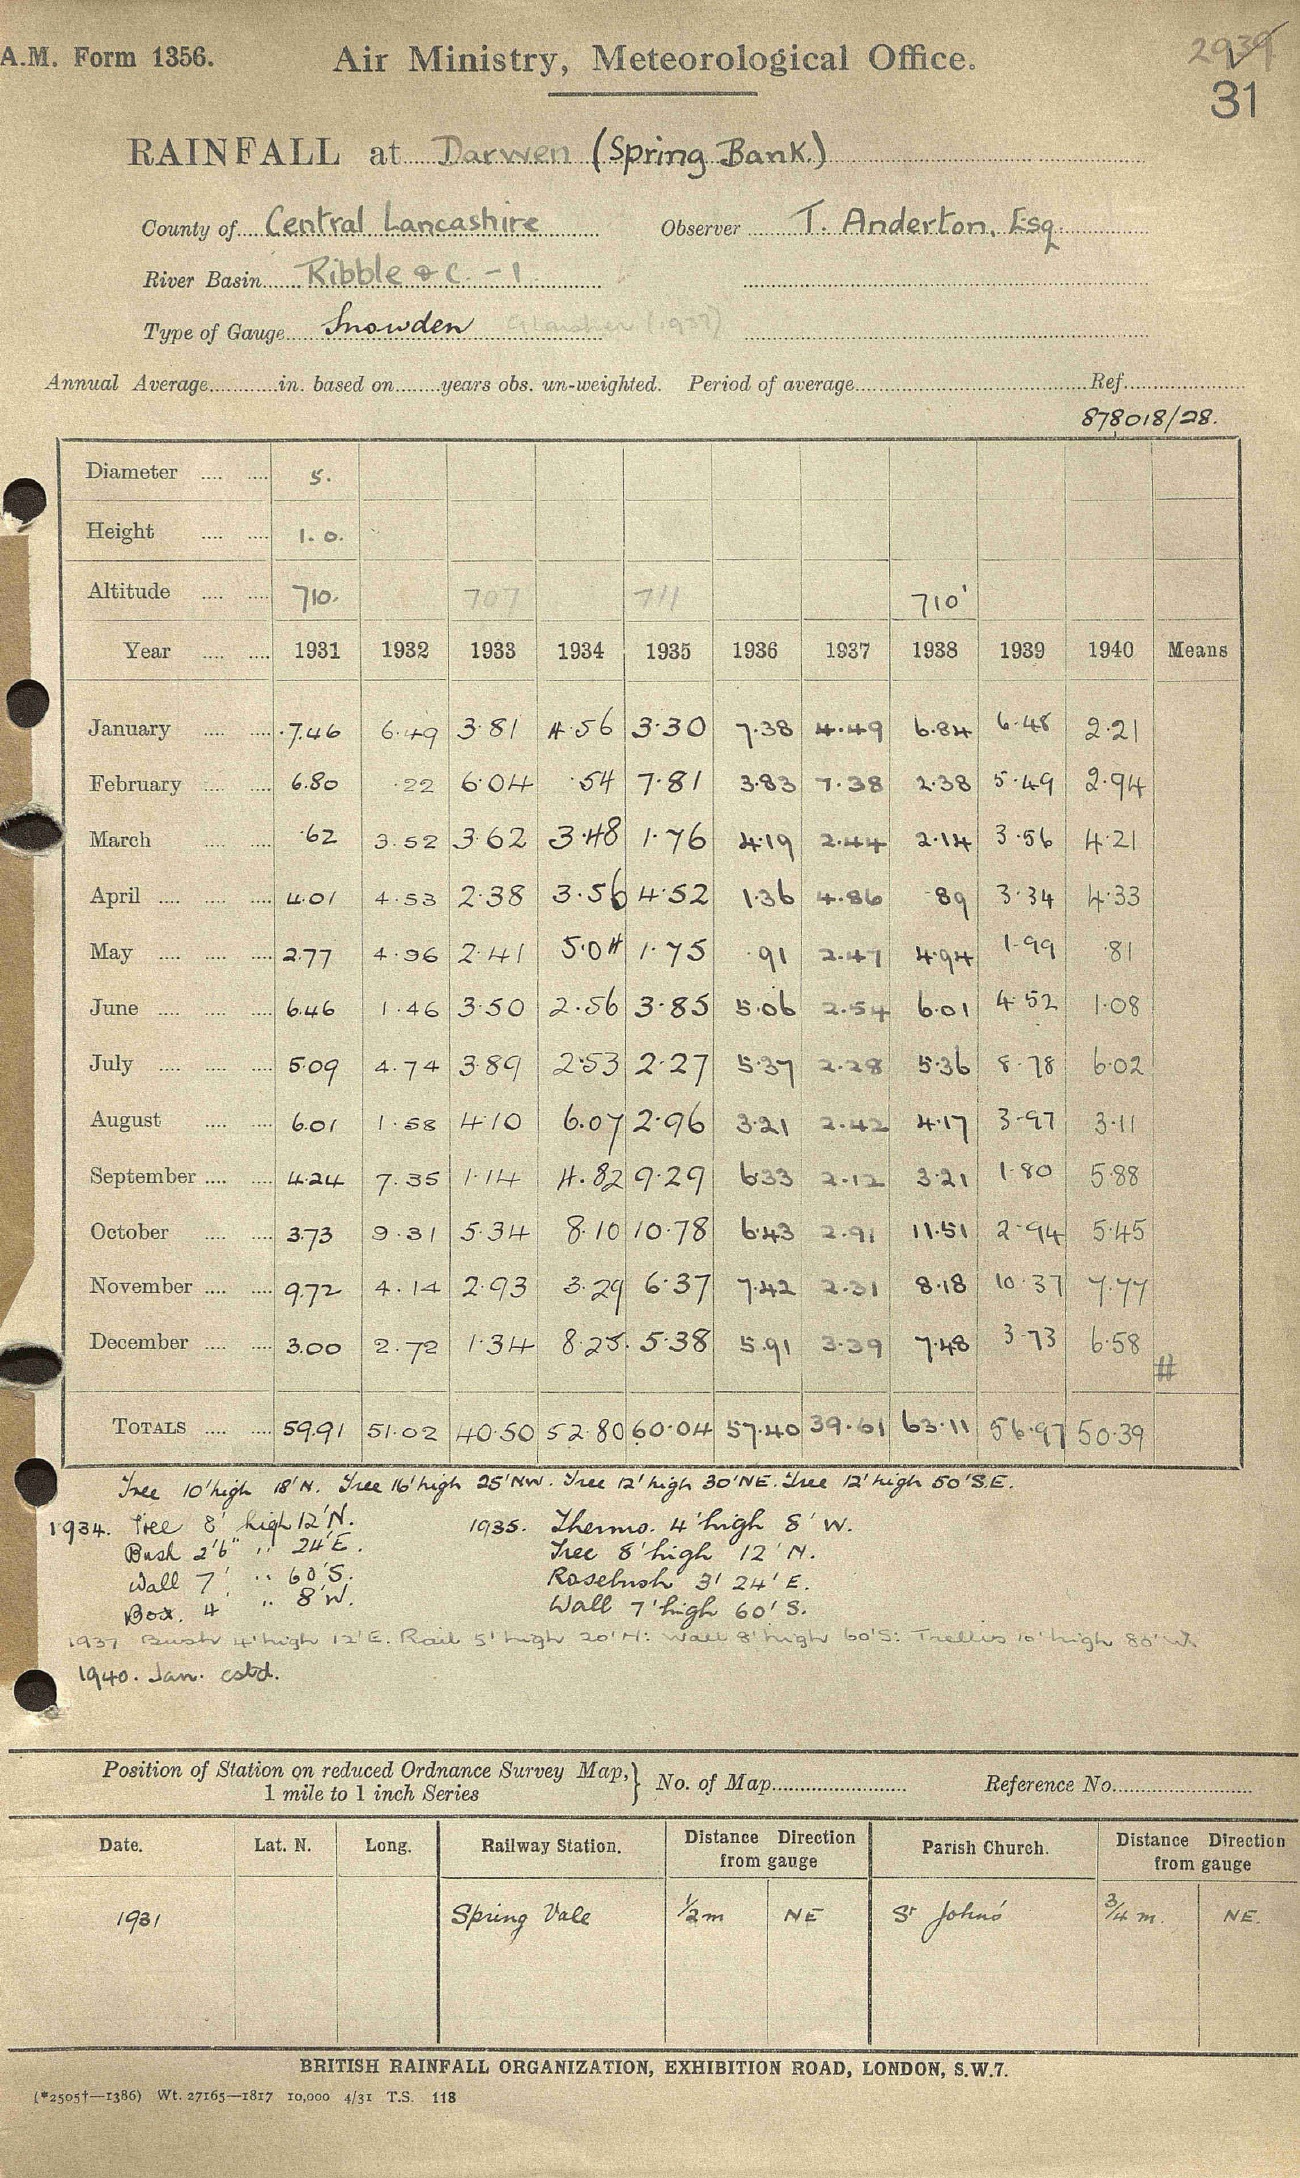 A.M. Form 1356.
Air Ministry, Meteorological Office.
2939
31
RAINFALL at Darwen (Spring Bank.)
County of Central Lancashire Observer T. Anderton, Esq.
River Basin Ribble &c. - 1.
Type of Gauge Snowden Glaisher (1937)
Annual Average in. based on years obs. un-weighted. Period of average Ref.
878018/28.
Diameter 5.
Height 1. 0.
Altitude 710. 707 711 710'
Year 1931 1932 1933 1934 1935 1936 1937 1938 1939 1940 Means
January 7.46 6.49 3.81 4.56 3.30 7.38 4.49 6.84 6.48 2.21
February 6.80 .22 6.04 .54 7.81 3.83 7.38 2.38 5.49 2.94
March .62 3.52 3.62 3.48 1.76 4.19 2.44 2.14 3.56 4.21
April 4.01 4.53 2.38 3.56 4.52 1.36 4.86 .89 3.34 4.33
May 2.77 4.96 2.41 5.04 1.75 .91 2.47 4.94 1.99 .81
June 6.46 1.46 3.50 2.56 3.85 5.06 2.54 6.01 4.52 1.08
July 5.09 4.74 3.89 2.53 2.27 5.37 2.28 5.36 8.78 6.02
August 6.01 1.58 4.10 6.07 2.96 3.21 2.42 4.17 3.97 3.11
September 4.24 7.35 1.14 4.82 9.29 6.33 2.12 3.21 1.80 5.88
October 3.73 9.31 5.34 8.10 10.78 6.43 2.91 11.51 2.94 5.45
November 9.72 4.14 2.93 3.29 6.37 7.42 2.31 8.18 10.37 7.77
December 3.00 2.72 1.34 8.25. 5.38 5.91 3.39 7.48 3.73 6.58
#
TOTALS 59.91 51.02 40.50 52.80 60.04 57.40 39.61 63.11 56.97 50.39
Tree 10' high 18' N. Tree 16' high 25' NW. Tree 12' high 30' NE. Tree 12' high 50' S.E.
1934. Tree 8' high 12' N. 1935. Thermo. 4' high 8' W.
Bush 2'6" " 24' E. Tree 8' high 12' N.
Wall 7' " 60' S. Rosebush 3' 24' E.
Box. 4' " 8' W. Wall 7' high 60' S.
1937 Bush 4' high 12' E. Rail 5' high 20' N: Wall 8' high 60' S: Trellis 10' high 80' W.
1940. Jan. estd.
Position of Station on reduced Ordnance Survey Map, } No. of Map Reference No.
1 mile to 1 inch Series
Date. Lat. N. Long. Railway Station. Distance Direction from gauge Parish Church. Distance Direction from gauge
1931 Spring Vale 1/2 m NE St John's 3/4 m. NE.
BRITISH RAINFALL ORGANIZATION, EXHIBITION ROAD, LONDON, S.W.7.
(*2505†—1386) Wt. 27165—1817 10,000 4/31 T.S. 118